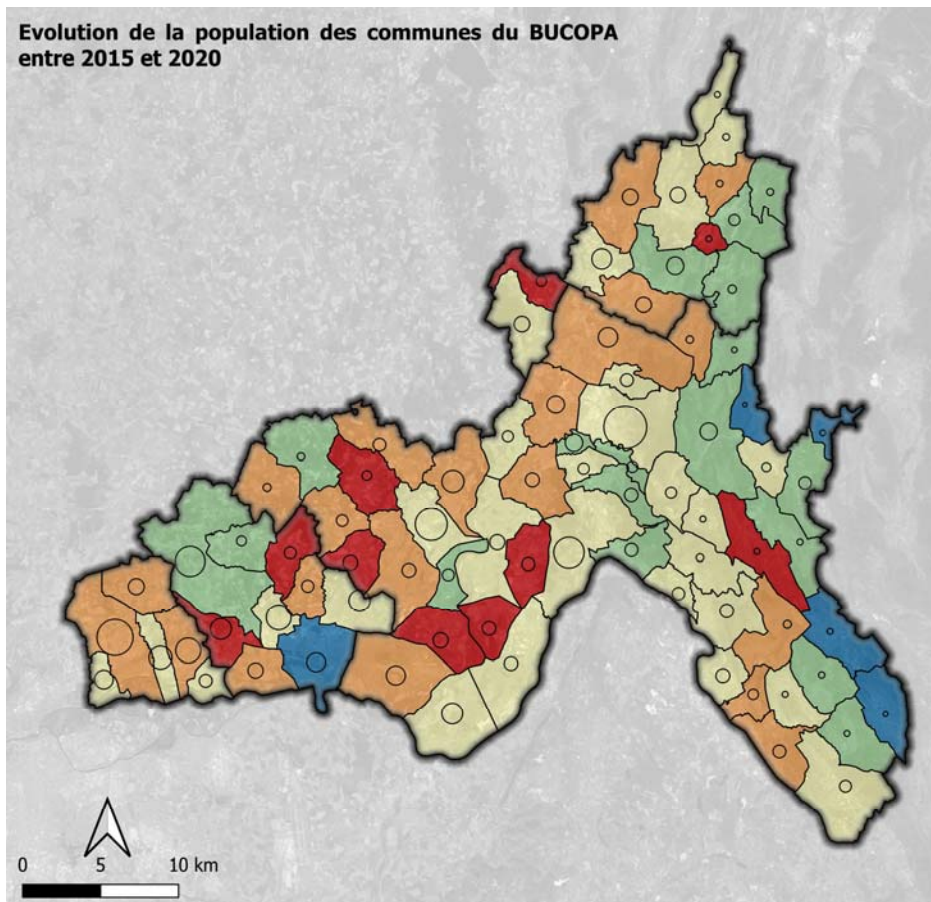 Evolution de la population des communes du BUCOPA
entre 2015 et 2020
0 5 10 km